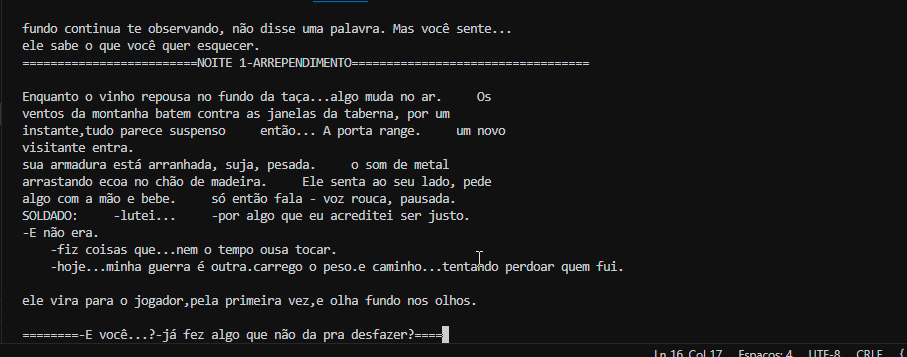 fundo continua te observando, não disse uma palavra. Mas você sente...
ele sabe o que você quer esquecer.
=========================NOITE 1-ARREPENDIMENTO==================================
Enquanto o vinho repousa no fundo da taça...algo muda no ar.     Os
ventos da montanha batem contra as janelas da taberna, por um
instante,tudo parece suspenso     então... A porta range.     um novo
visitante entra.
sua armadura está arranhada, suja, pesada.     o som de metal
arrastando ecoa no chão de madeira.     Ele senta ao seu lado, pede
algo com a mão e bebe.     só então fala - voz rouca, pausada.
SOLDADO:     -lutei...     -por algo que eu acreditei ser justo.
-E não era.
    -fiz coisas que...nem o tempo ousa tocar.
    -hoje...minha guerra é outra.carrego o peso.e caminho...tentando perdoar quem fui.
ele vira para o jogador,pela primeira vez,e olha fundo nos olhos.
========-E você...?-já fez algo que não da pra desfazer?====
Ln 16, Col 17    Espaços: 4    UTF-8    CRLF    {